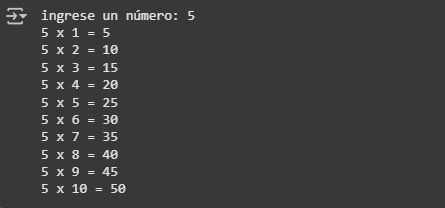 ingrese un número: 5
5 x 1 = 5
5 x 2 = 10
5 x 3 = 15
5 x 4 = 20
5 x 5 = 25
5 x 6 = 30
5 x 7 = 35
5 x 8 = 40
5 x 9 = 45
5 x 10 = 50